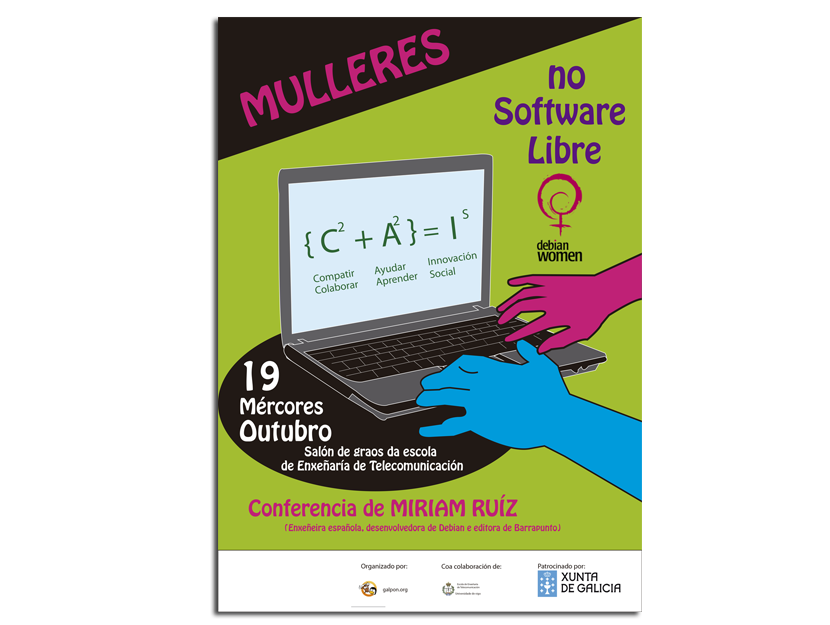 MULLERES
no
Software
Libre
debian
women
{ C2 + A2 } = I S
Compatir
Colaborar
Ayudar
Aprender
Innovación
Social
19
Mércores
Outubro
Salón de graos da escola
de Enxeñaría de Telecomunicación
Conferencia de MIRIAM RUÍZ
(Enxeñeira española, desenvolvedora de Debian e editora de Barrapunto)
Organizado por:
Coa colaboración de:
Patrocinado por:
galpon.org
XUNTA
DE GALICIA